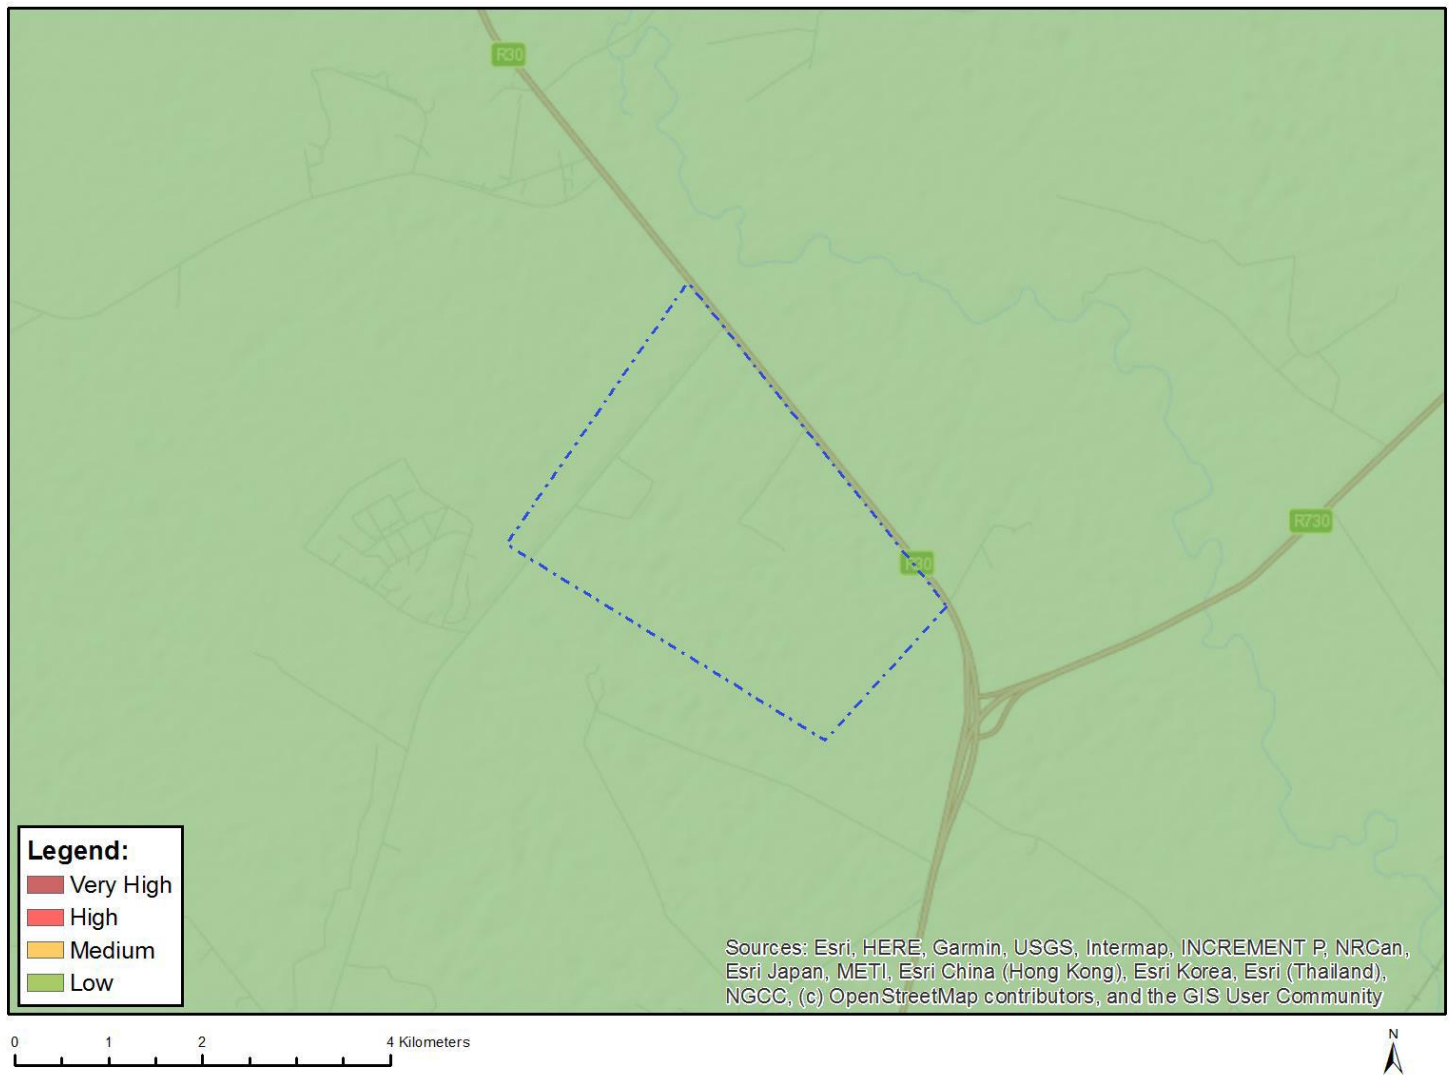 R30
R730
R30
Legend:
Very High
High
Medium
Low
Sources: Esri, HERE, Garmin, USGS, Intermap, INCREMENT P, NRCan,
Esri Japan, METI, Esri China (Hong Kong), Esri Korea, Esri (Thailand),
NGCC, (c) OpenStreetMap contributors, and the GIS User Community
0 1 2 4 Kilometers
N